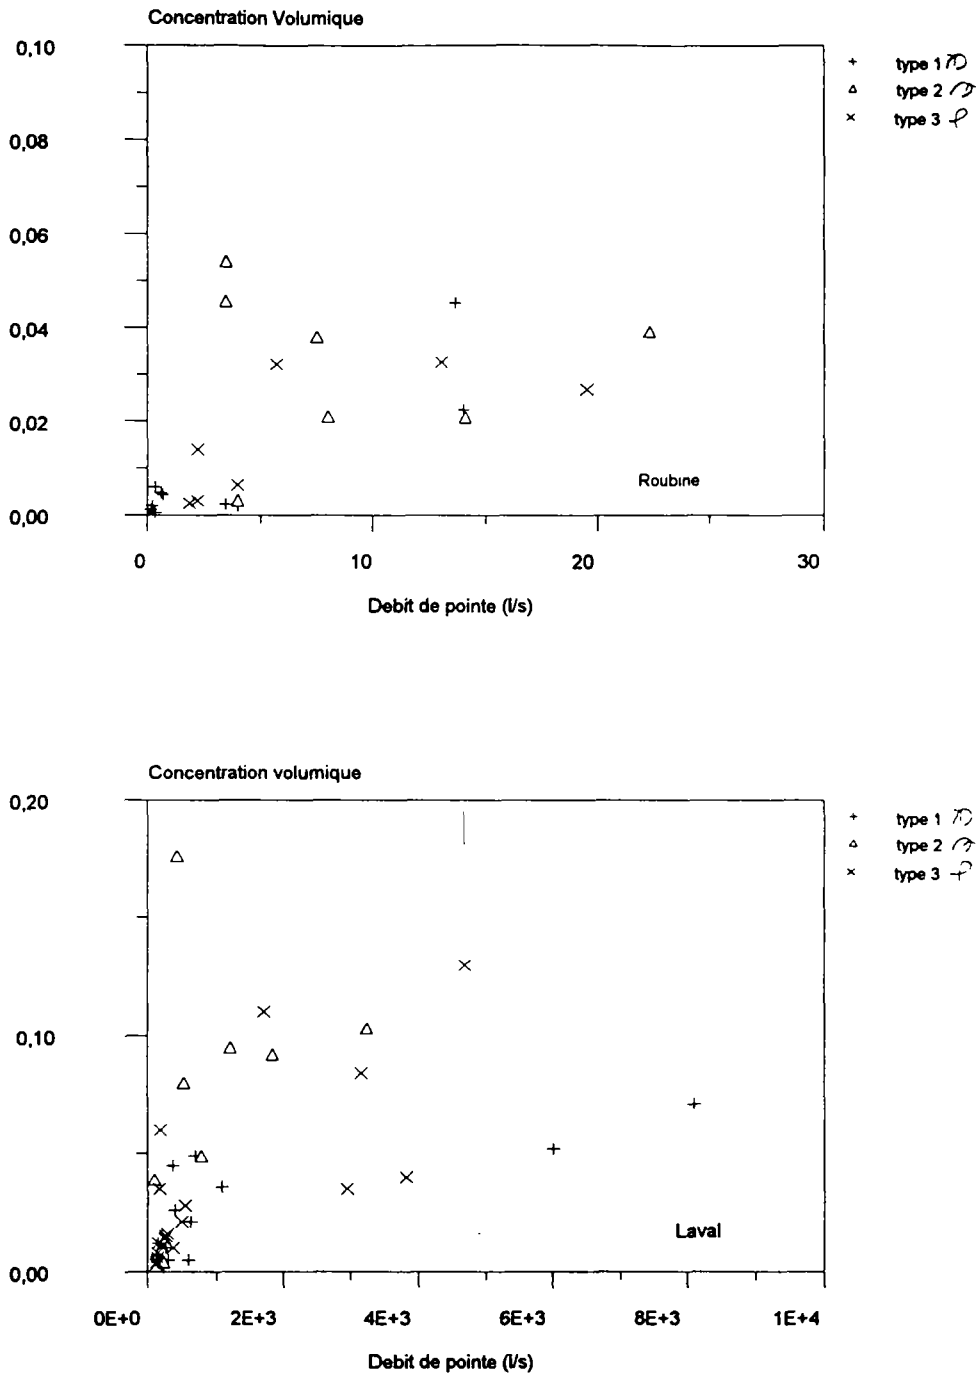 Concentration Volumique
0,10
0,08
0,06
0,04
0,02
0,00
type 1
type 2
type 3
Roubine
0 10 20 30
Debit de pointe (l/s)
Concentration volumique
0,20
0,10
0,00
type 1
type 2
type 3
Laval
0E+0 2E+3 4E+3 6E+3 8E+3 1E+4
Debit de pointe (l/s)